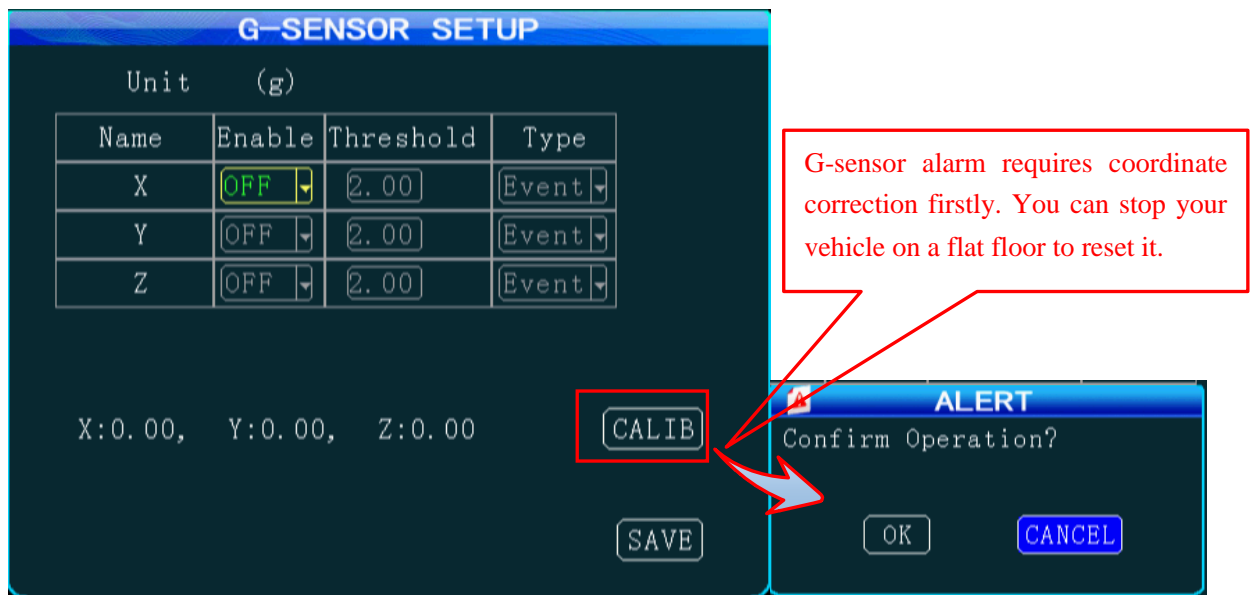 G-SENSOR SETUP
Unit (g)
Name Enable Threshold Type
X OFF 2.00 Event
Y OFF 2.00 Event
Z OFF 2.00 Event
X:0.00, Y:0.00, Z:0.00 CALIB
SAVE
G-sensor alarm requires coordinate
correction firstly. You can stop your
vehicle on a flat floor to reset it.
ALERT
Confirm Operation?
OK CANCEL